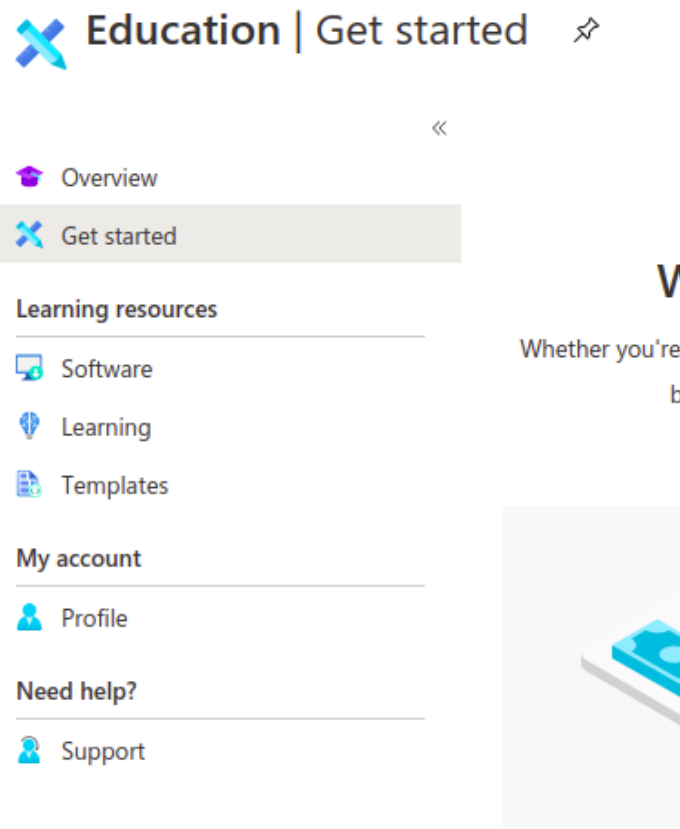 Education | Get started
Overview
Get started
Learning resources
Software
Learning
Templates
My account
Profile
Need help?
Support
W
Whether you're
b